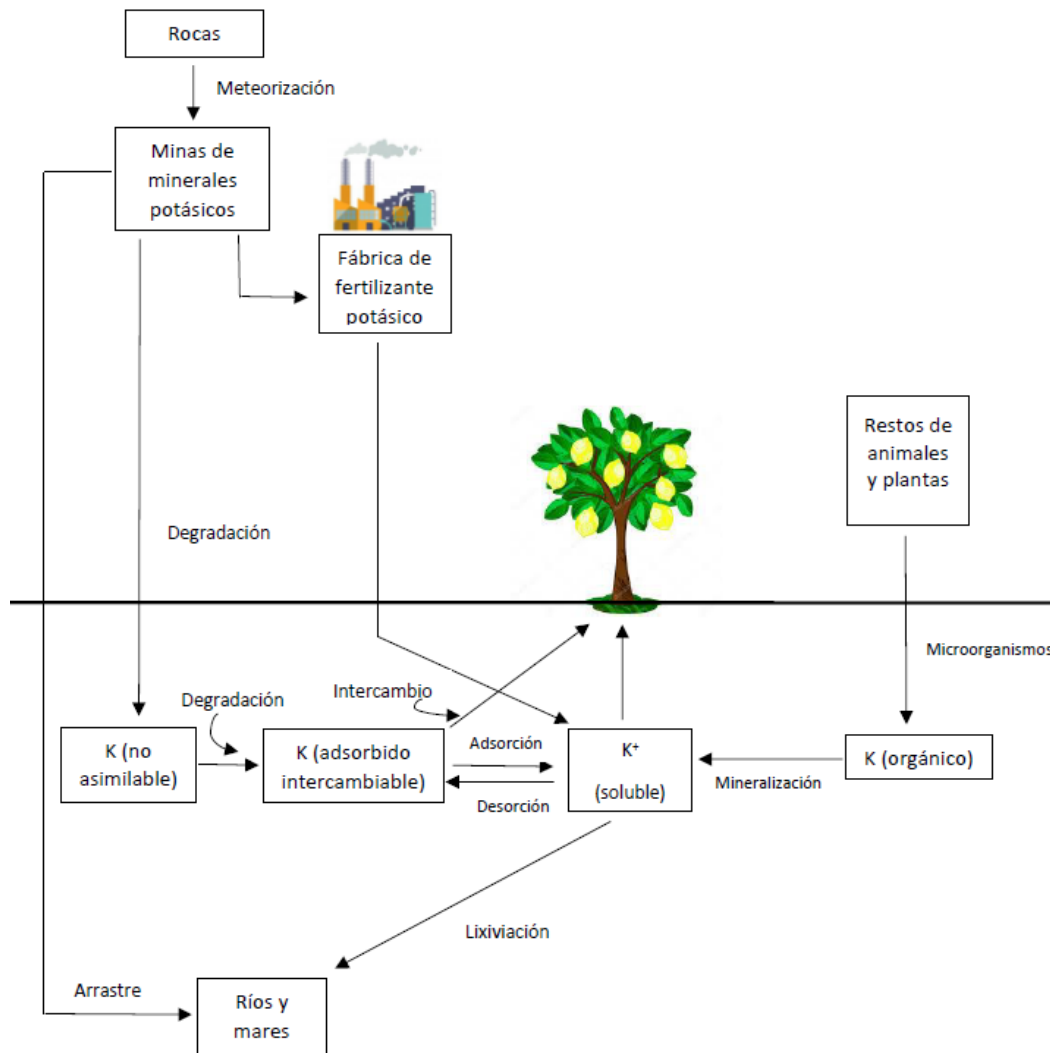 Rocas
Meteorización
Minas de
minerales
potásicos
Fábrica de
fertilizante
potásico
Restos de
animales
y plantas
Degradación
Microorganismos
Degradación
Intercambio
K (no
asimilable)
K (adsorbido
intercambiable)
Adsorción
Desorción
K⁺
(soluble)
Mineralización
K (orgánico)
Lixiviación
Arrastre
Ríos y
mares